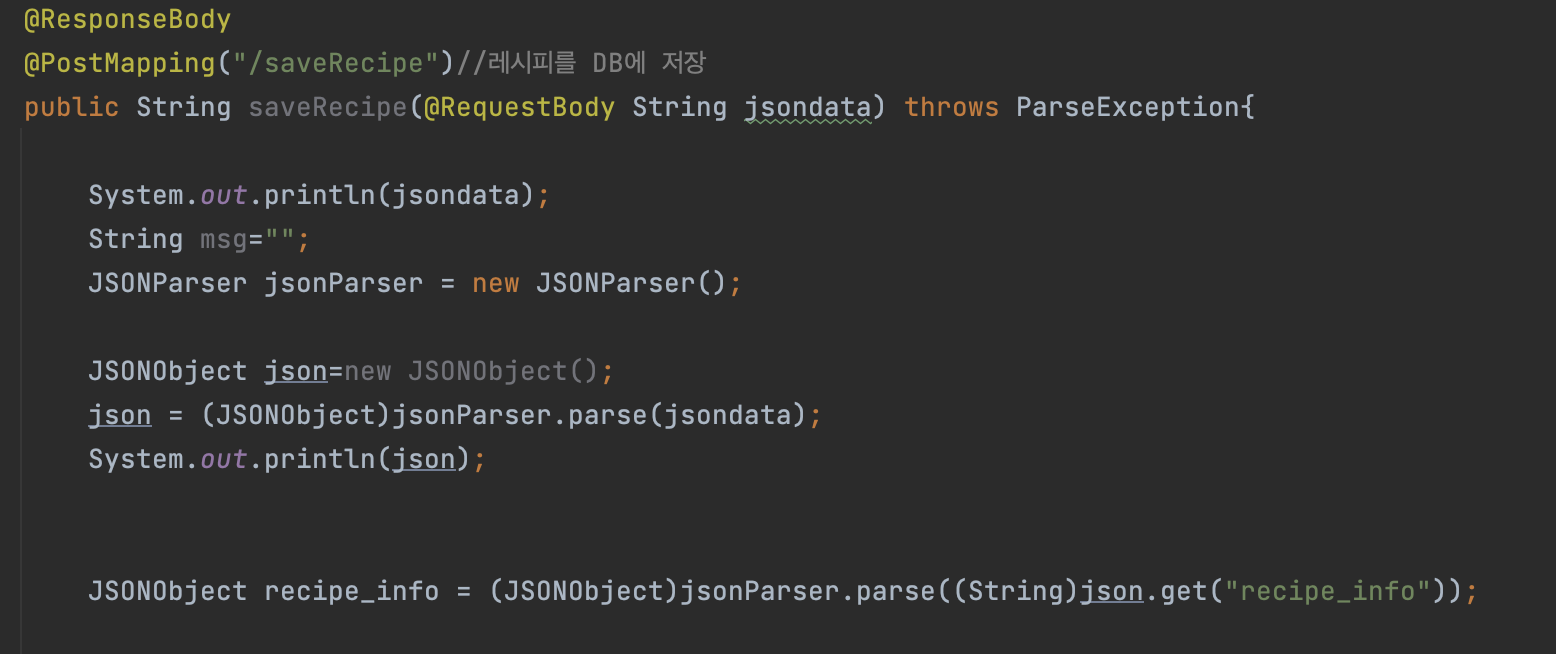 @ResponseBody
@PostMapping("/saveRecipe")//레시피를 DB에 저장
public String saveRecipe(@RequestBody String jsondata) throws ParseException{
System.out.println(jsondata);
String msg="";
JSONParser jsonParser = new JSONParser();
JSONObject json=new JSONObject();
json = (JSONObject)jsonParser.parse(jsondata);
System.out.println(json);
JSONObject recipe_info = (JSONObject)jsonParser.parse((String)json.get("recipe_info"));